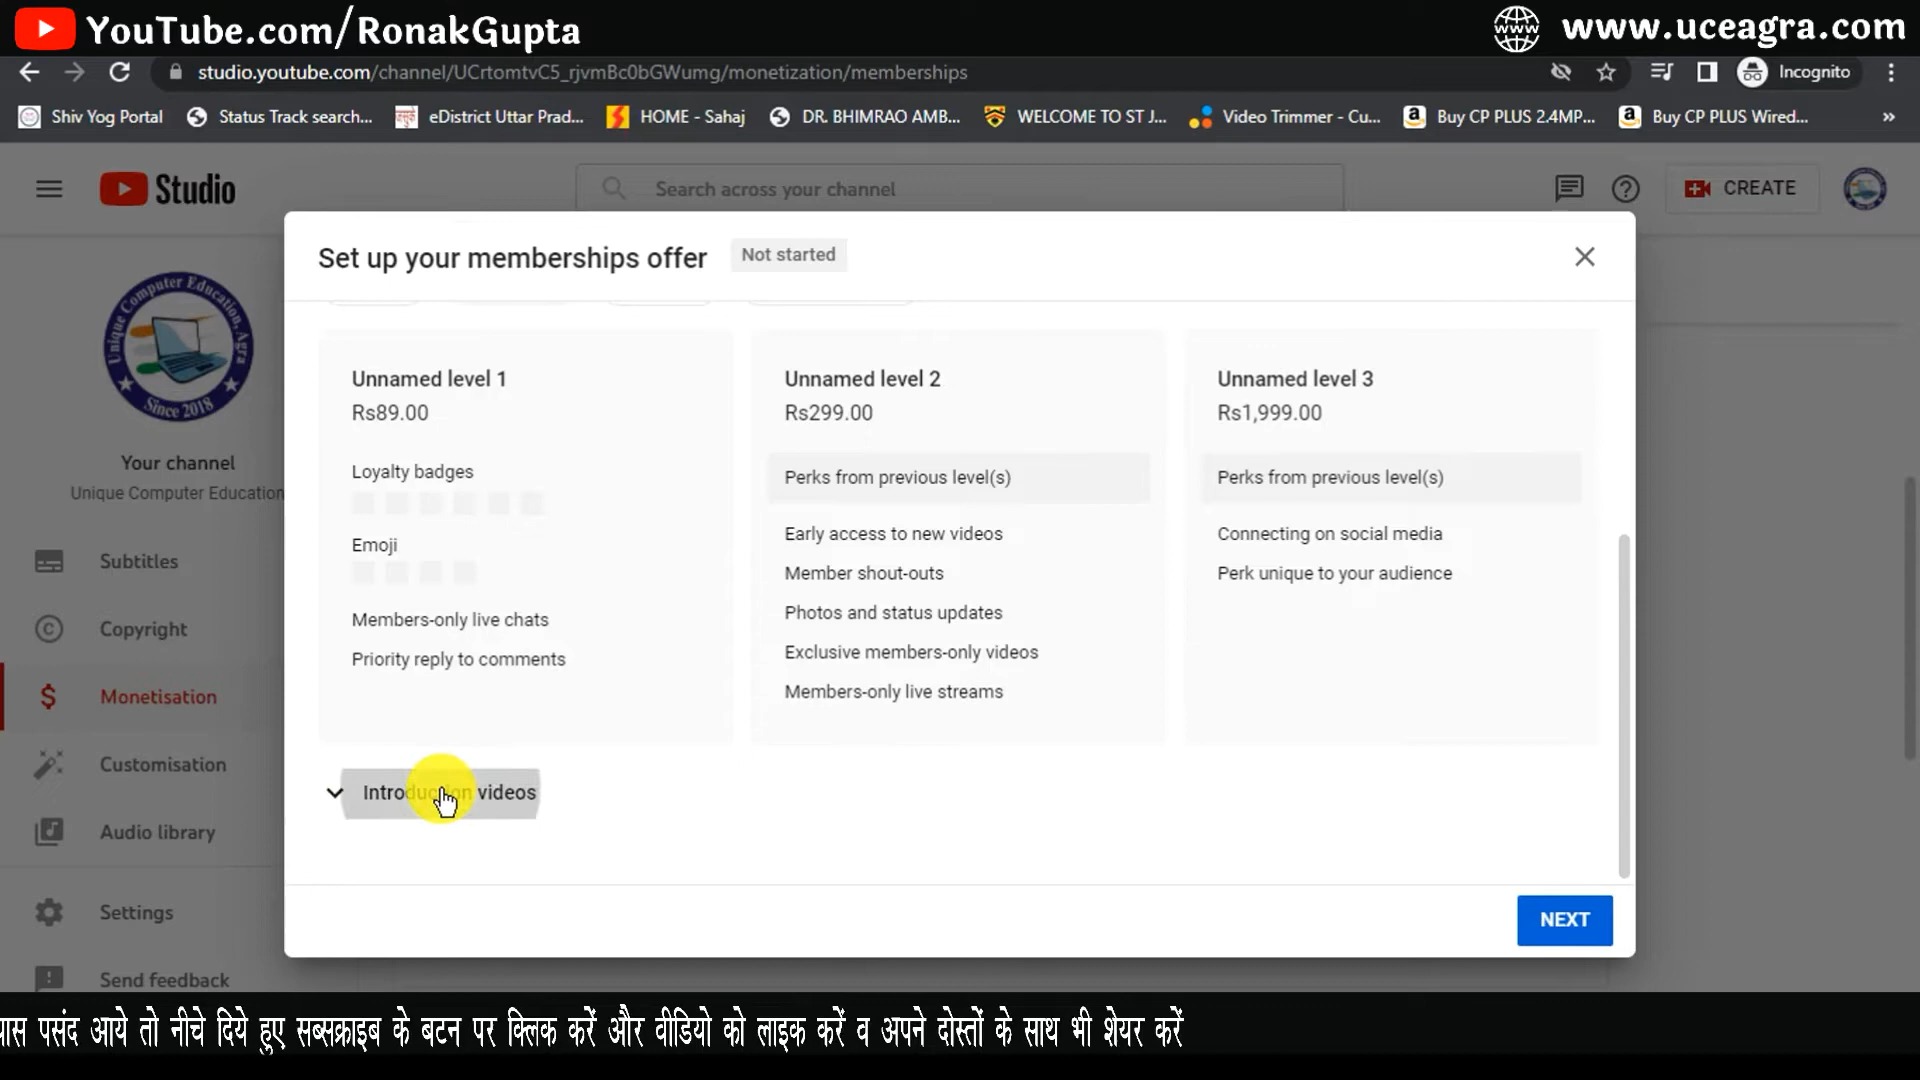 YouTube.com/RonakGupta
www.uceagra.com
studio.youtube.com/channel/UCrtomtvC5_rjvmBc0bGWumg/monetization/memberships
Incognito
Shiv Yog Portal
Status Track search...
eDistrict Uttar Prad...
HOME - Sahaj
DR. BHIMRAO AMB...
WELCOME TO ST J...
Video Trimmer - Cu...
Buy CP PLUS 2.4MP...
Buy CP PLUS Wired...
Studio
Search across your channel
CREATE
Set up your memberships offer
Not started
Unique Computer Education, Agra
Since 2018
Your channel
Unique Computer Education
Subtitles
Copyright
Monetisation
Customisation
Audio library
Settings
Send feedback
Unnamed level 1
Rs89.00
Loyalty badges
Emoji
Members-only live chats
Priority reply to comments
Unnamed level 2
Rs299.00
Perks from previous level(s)
Early access to new videos
Member shout-outs
Photos and status updates
Exclusive members-only videos
Members-only live streams
Unnamed level 3
Rs1,999.00
Perks from previous level(s)
Connecting on social media
Perk unique to your audience
Introduction videos
NEXT
पसंद आये तो नीचे दिये हुए सब्सक्राइब के बटन पर क्लिक करें और वीडियो को लाइक करें व अपने दोस्तों के साथ भी शेयर करें